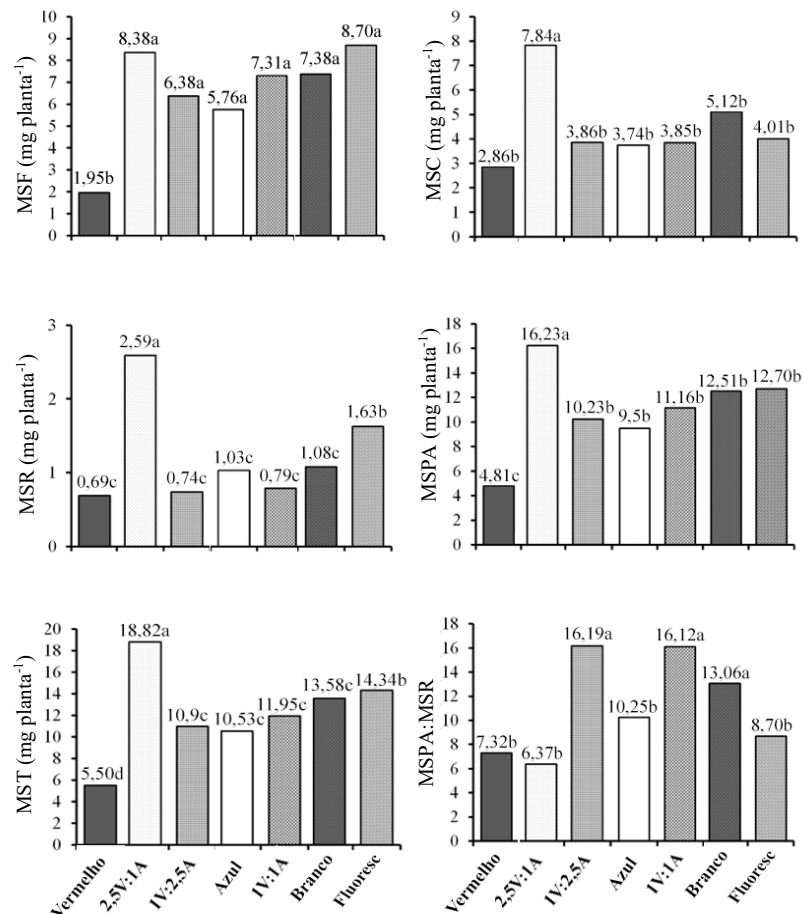 MSF (mg planta⁻¹)
10
9
8
7
6
5
4
3
2
1
0
1,95b
8,38a
6,38a
5,76a
7,31a
7,38a
8,70a
MSC (mg planta⁻¹)
9
8
7
6
5
4
3
2
1
0
2,86b
7,84a
3,86b
3,74b
3,85b
5,12b
4,01b
MSR (mg planta⁻¹)
3
2
1
0
0,69c
2,59a
0,74c
1,03c
0,79c
1,08c
1,63b
MSPA (mg planta⁻¹)
18
16
14
12
10
8
6
4
2
0
4,81c
16,23a
10,23b
9,5b
11,16b
12,51b
12,70b
MST (mg planta⁻¹)
20
18
16
14
12
10
8
6
4
2
0
5,50d
18,82a
10,9c
10,53c
11,95c
13,58c
14,34b
Vermelho
2,5V:1A
1V:2,5A
Azul
1V:1A
Branco
Fluoresc
MSPA:MSR
18
16
14
12
10
8
6
4
2
0
7,32b
6,37b
16,19a
10,25b
16,12a
13,06a
8,70b
Vermelho
2,5V:1A
1V:2,5A
Azul
1V:1A
Branco
Fluoresc